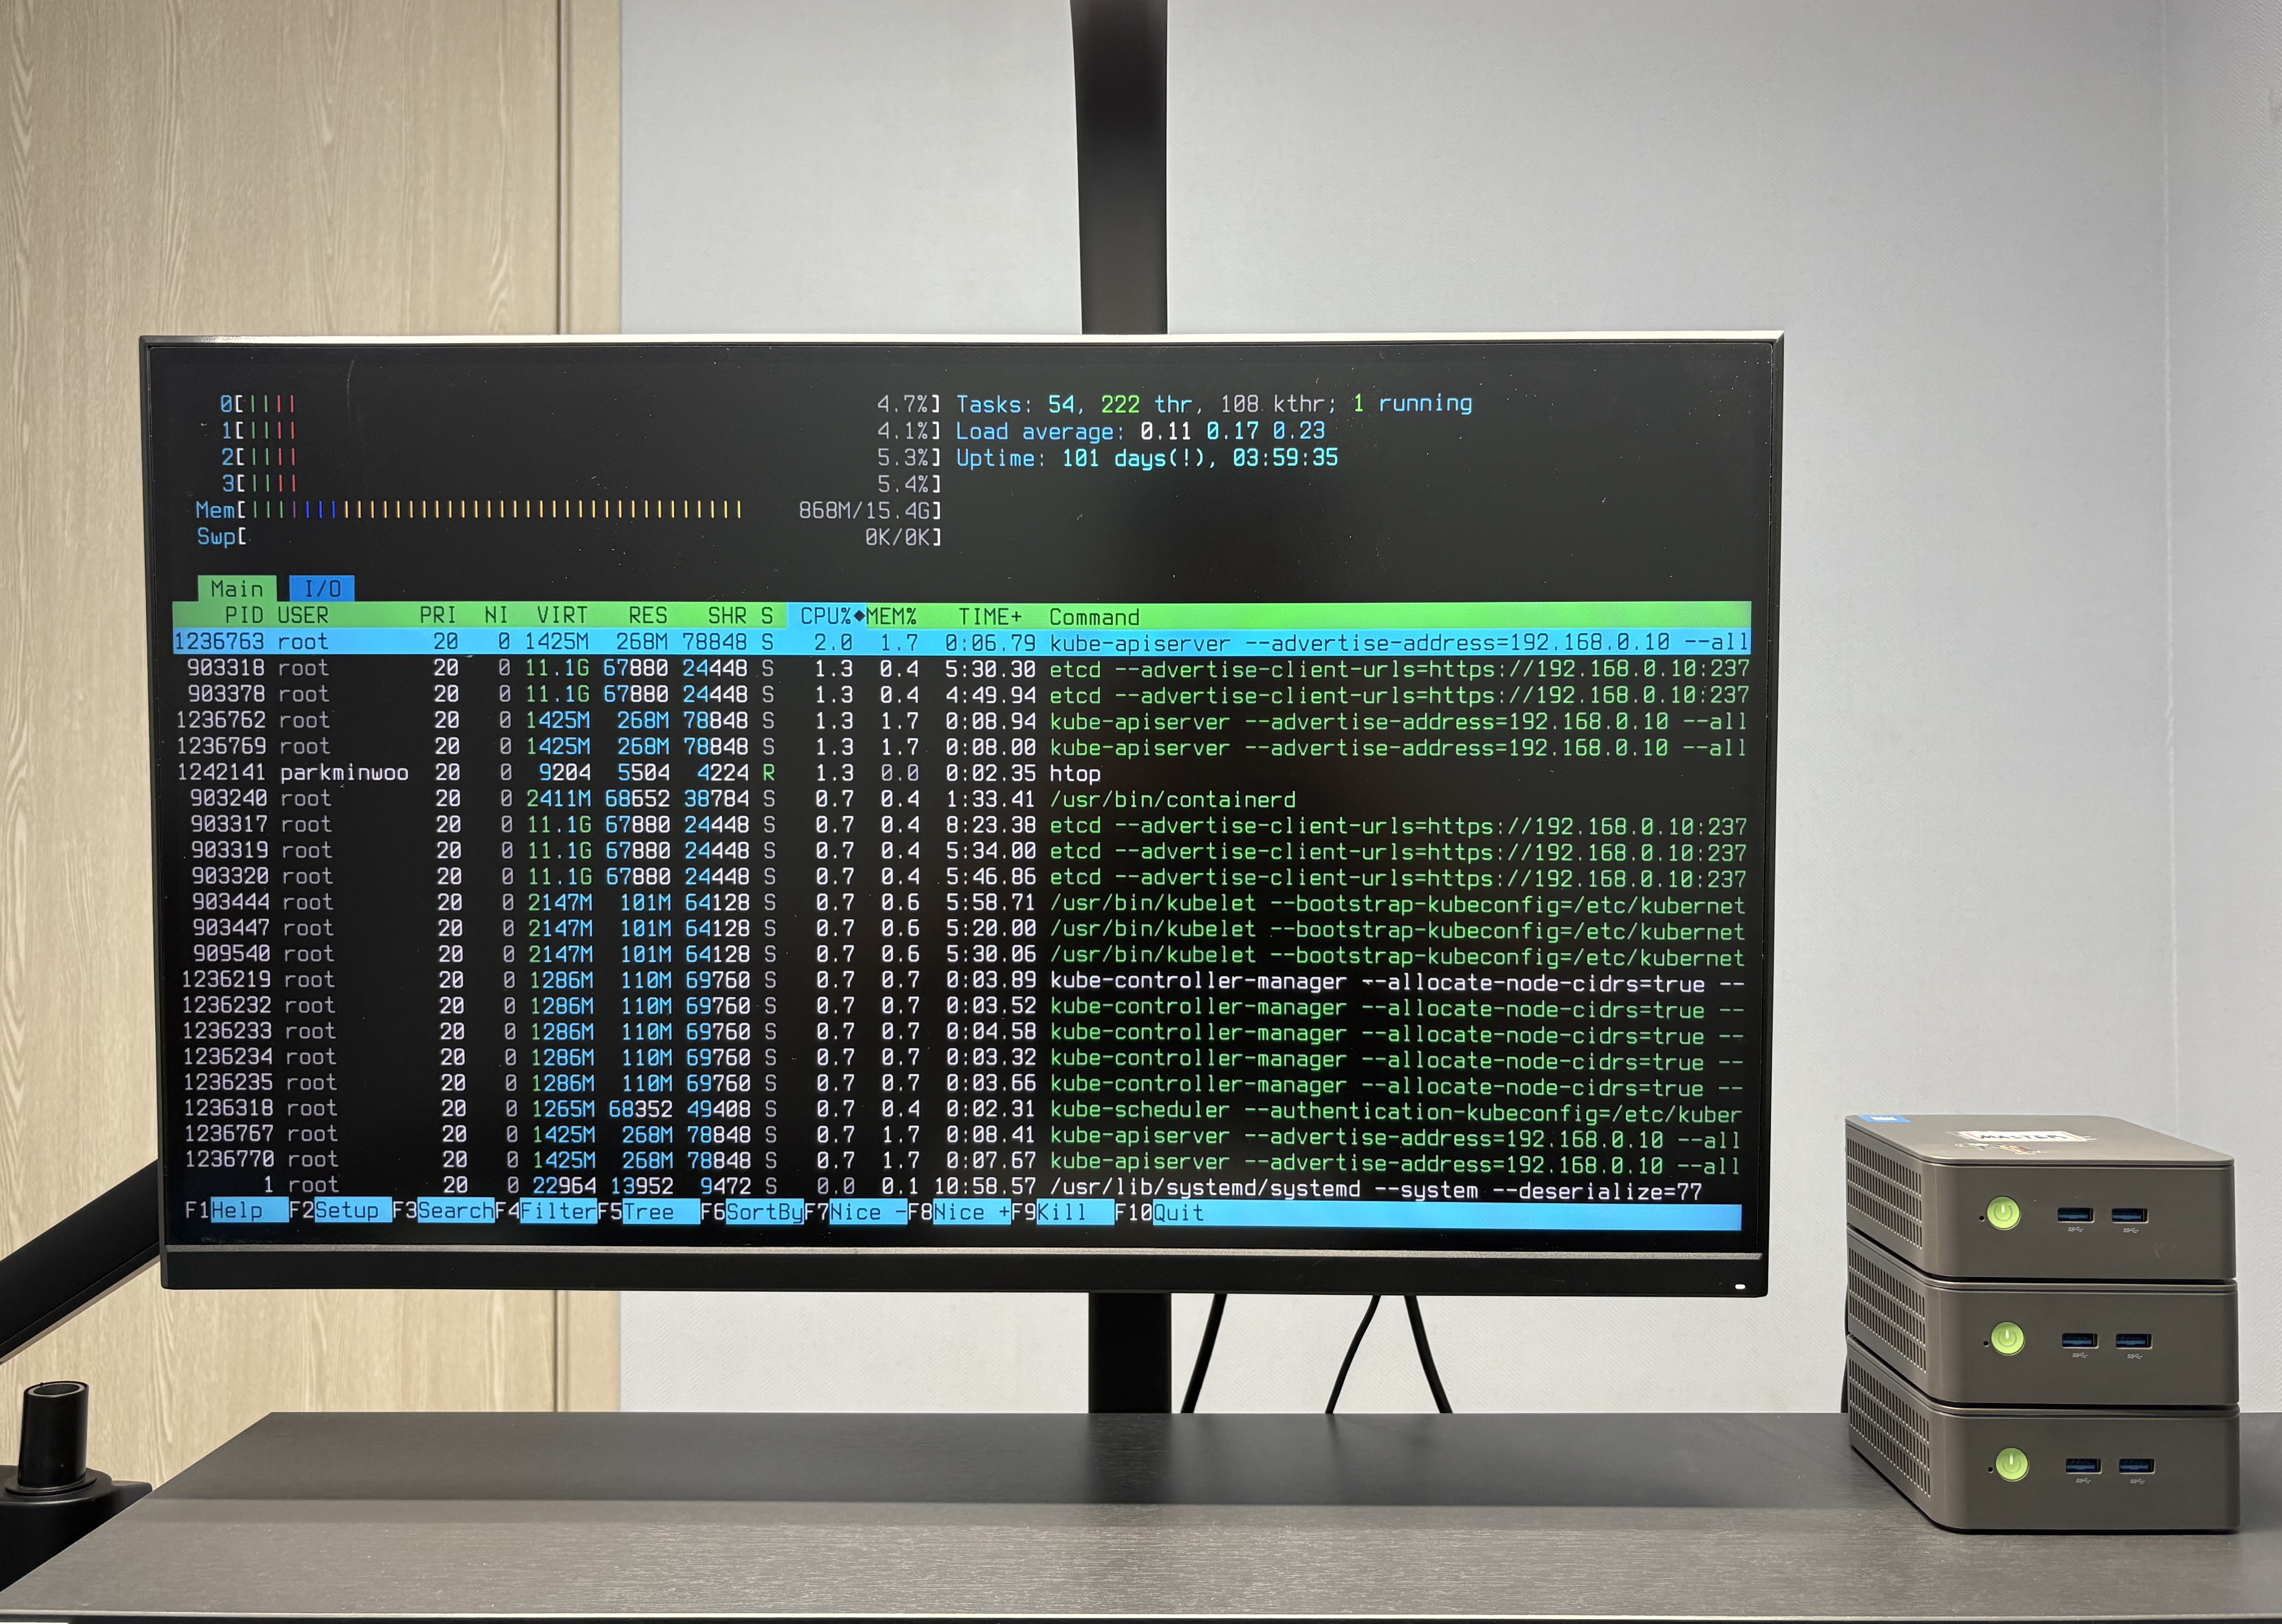 0[|||| 4.7%] Tasks: 54, 222 thr, 108 kthr; 1 running
1[|||| 4.1%] Load average: 0.11 0.17 0.23
2[|||| 5.3%] Uptime: 101 days(!), 03:59:35
3[|||| 5.4%]
Mem[|||||||||||||||||||||||||||||||||||||| 868M/15.4G]
Swp[ 0K/0K]
Main I/O
PID USER PRI NI VIRT RES SHR S CPU%◆MEM% TIME+ Command
1236763 root 20 0 1425M 268M 78848 S 2.0 1.7 0:06.79 kube-apiserver --advertise-address=192.168.0.10 --all
903318 root 20 0 11.1G 67880 24448 S 1.3 0.4 5:30.30 etcd --advertise-client-urls=https://192.168.0.10:237
903378 root 20 0 11.1G 67880 24448 S 1.3 0.4 4:49.94 etcd --advertise-client-urls=https://192.168.0.10:237
1236762 root 20 0 1425M 268M 78848 S 1.3 1.7 0:08.94 kube-apiserver --advertise-address=192.168.0.10 --all
1236769 root 20 0 1425M 268M 78848 S 1.3 1.7 0:08.00 kube-apiserver --advertise-address=192.168.0.10 --all
1242141 parkminwoo 20 0 9204 5504 4224 R 1.3 0.0 0:02.35 htop
903240 root 20 0 2411M 68652 38784 S 0.7 0.4 1:33.41 /usr/bin/containerd
903317 root 20 0 11.1G 67880 24448 S 0.7 0.4 8:23.38 etcd --advertise-client-urls=https://192.168.0.10:237
903319 root 20 0 11.1G 67880 24448 S 0.7 0.4 5:34.00 etcd --advertise-client-urls=https://192.168.0.10:237
903320 root 20 0 11.1G 67880 24448 S 0.7 0.4 5:46.86 etcd --advertise-client-urls=https://192.168.0.10:237
903444 root 20 0 2147M 101M 64128 S 0.7 0.6 5:58.71 /usr/bin/kubelet --bootstrap-kubeconfig=/etc/kubernet
903447 root 20 0 2147M 101M 64128 S 0.7 0.6 5:20.00 /usr/bin/kubelet --bootstrap-kubeconfig=/etc/kubernet
909540 root 20 0 2147M 101M 64128 S 0.7 0.6 5:30.06 /usr/bin/kubelet --bootstrap-kubeconfig=/etc/kubernet
1236219 root 20 0 1286M 110M 69760 S 0.7 0.7 0:03.89 kube-controller-manager --allocate-node-cidrs=true --
1236232 root 20 0 1286M 110M 69760 S 0.7 0.7 0:03.52 kube-controller-manager --allocate-node-cidrs=true --
1236233 root 20 0 1286M 110M 69760 S 0.7 0.7 0:04.58 kube-controller-manager --allocate-node-cidrs=true --
1236234 root 20 0 1286M 110M 69760 S 0.7 0.7 0:03.32 kube-controller-manager --allocate-node-cidrs=true --
1236235 root 20 0 1286M 110M 69760 S 0.7 0.7 0:03.66 kube-controller-manager --allocate-node-cidrs=true --
1236318 root 20 0 1265M 68352 49408 S 0.7 0.4 0:02.31 kube-scheduler --authentication-kubeconfig=/etc/kuber
1236767 root 20 0 1425M 268M 78848 S 0.7 1.7 0:08.41 kube-apiserver --advertise-address=192.168.0.10 --all
1236770 root 20 0 1425M 268M 78848 S 0.7 1.7 0:07.67 kube-apiserver --advertise-address=192.168.0.10 --all
1 root 20 0 22964 13952 9472 S 0.0 0.1 10:58.57 /usr/lib/systemd/systemd --system --deserialize=77
F1Help F2Setup F3SearchF4FilterF5Tree F6SortByF7Nice -F8Nice +F9Kill F10Quit
MASTER